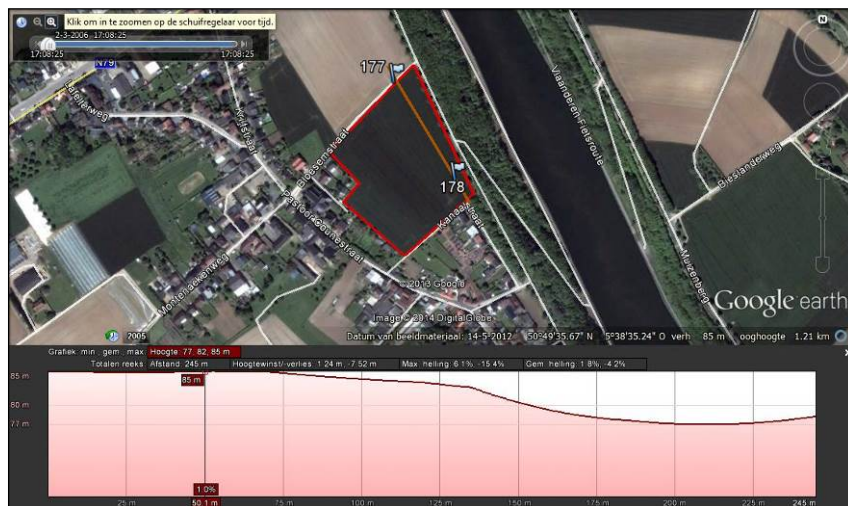 Klik om in te zoomen op de schuifregelaar voor tijd.
2-3-2006 17:08:25
17:08:25 17:08:25
N79
Kanaalstraat
Bloesemstraat
Pastoor Counestraat
Montenackenweg
Vlaanderen Fietsroute
Bieslanderweg
Muizenberg
177
178
N
© 2013 Google
Image © 2014 DigitalGlobe
Google earth
2005
Datum van beeldmateriaal: 14-5-2012 50°49'35.67" N 5°38'35.24" O verh 85 m ooghoogte 1.21 km
Grafiek: min., gem., max. Hoogte: 77, 82, 85 m
Totalen reeks: Afstand: 245 m Hoogtewinst/-verlies: 1.24 m, -7.52 m Max. helling: 6.1%, -15.4% Gem. helling: 1.8%, -4.2%
85 m
85 m
80 m
77 m
1.0%
25 m 50.1 m 75 m 100 m 125 m 150 m 175 m 200 m 225 m 245 m